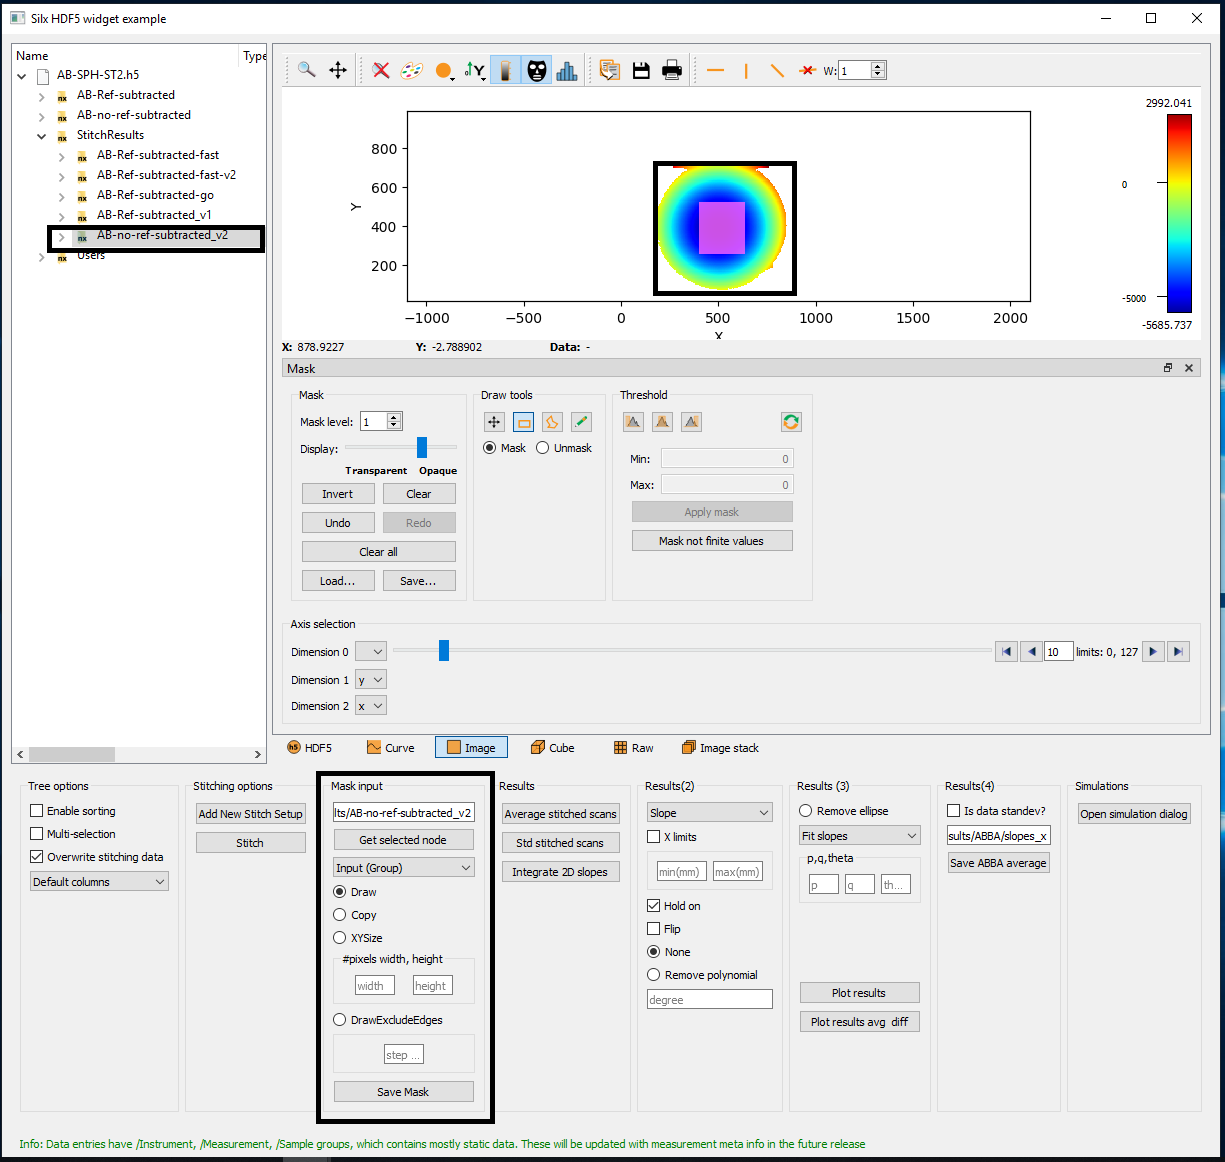 Silx HDF5 widget example
Name Type
AB-SPH-ST2.h5
AB-Ref-subtracted
AB-no-ref-subtracted
StitchResults
AB-Ref-subtracted-fast
AB-Ref-subtracted-fast-v2
AB-Ref-subtracted-go
AB-Ref-subtracted_v1
AB-no-ref-subtracted_v2
Users
W: 1
2992.041
0
-5000
-5685.737
800
600
400
200
Y
−1000 −500 0 500 1000 1500 2000
X
X: 878.9227 Y: -2.788902 Data: -
Mask
Mask
Mask level: 1
Display:
Transparent Opaque
Invert Clear
Undo Redo
Clear all
Load... Save...
Draw tools
Mask Unmask
Threshold
Min: 0
Max: 0
Apply mask
Mask not finite values
Axis selection
Dimension 0 10 limits: 0, 127
Dimension 1 y
Dimension 2 x
HDF5 Curve Image Cube Raw Image stack
Tree options
Enable sorting
Multi-selection
Overwrite stitching data
Default columns
Stitching options
Add New Stitch Setup
Stitch
Mask input
lts/AB-no-ref-subtracted_v2
Get selected node
Input (Group)
Draw
Copy
XYSize
#pixels width, height
width height
DrawExcludeEdges
step ...
Save Mask
Results
Average stitched scans
Std stitched scans
Integrate 2D slopes
Results(2)
Slope
X limits
min(mm) max(mm)
Hold on
Flip
None
Remove polynomial
degree
Results (3)
Remove ellipse
Fit slopes
p,q,theta
p q th...
Plot results
Plot results avg diff
Results(4)
Is data standev?
sults/ABBA/slopes_x
Save ABBA average
Simulations
Open simulation dialog
Info: Data entries have /Instrument, /Measurement, /Sample groups, which contains mostly static data. These will be updated with measurement meta info in the future release